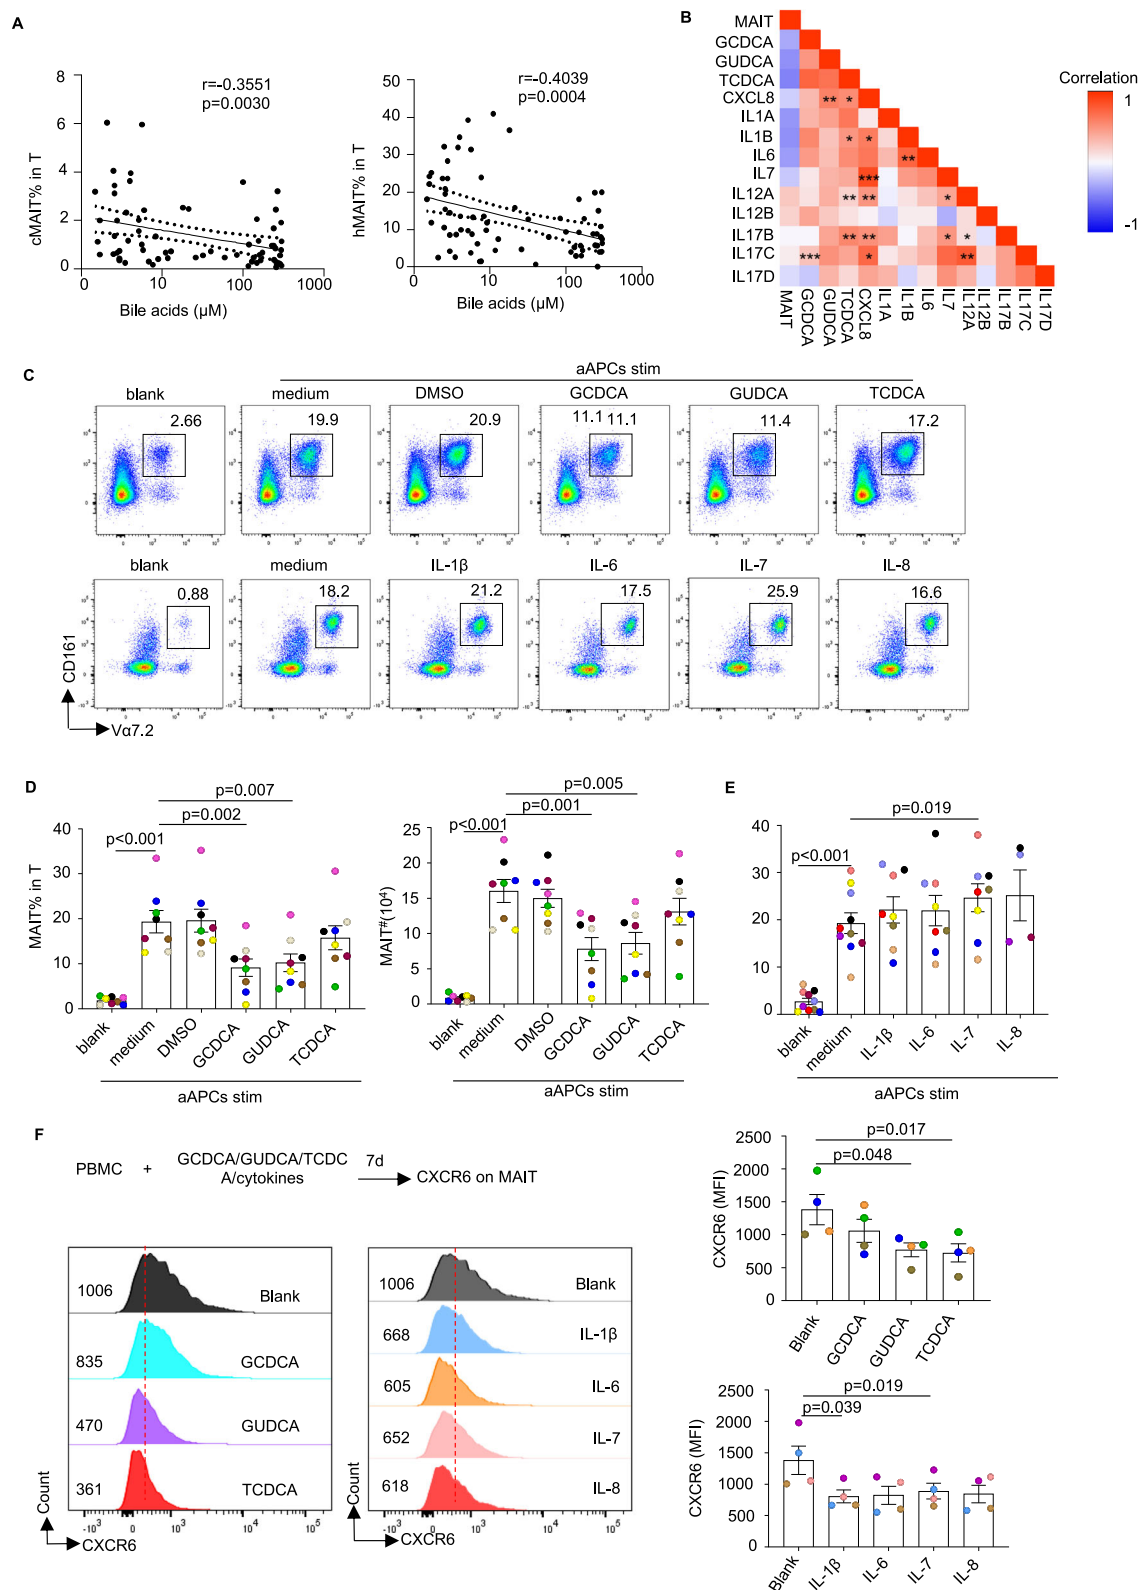 A
r=-0.3551
p=0.0030
cMAIT% in T
8
6
4
2
0
0
10
100
1000
Bile acids (µM)
r=-0.4039
p=0.0004
hMAIT% in T
50
40
30
20
10
0
1
10
100
1000
Bile acids (µM)
B
MAIT
GCDCA
GUDCA
TCDCA
CXCL8
IL1A
IL1B
IL6
IL7
IL12A
IL12B
IL17B
IL17C
IL17D
** *
* *
**
***
** ** *
** ** * *
*** * **
MAIT
GCDCA
GUDCA
TCDCA
CXCL8
IL1A
IL1B
IL6
IL7
IL12A
IL12B
IL17B
IL17C
IL17D
Correlation
1
-1
C
aAPCs stim
blank medium DMSO GCDCA GUDCA TCDCA
2.66 19.9 20.9 11.1 11.1 11.4 17.2
blank medium IL-1β IL-6 IL-7 IL-8
0.88 18.2 21.2 17.5 25.9 16.6
CD161
Vα7.2
D
p=0.007
p=0.002
p<0.001
MAIT% in T
40
30
20
10
0
blank
medium
DMSO
GCDCA
GUDCA
TCDCA
aAPCs stim
p=0.005
p=0.001
p<0.001
MAIT#(10⁴)
25
20
15
10
5
0
blank
medium
DMSO
GCDCA
GUDCA
TCDCA
aAPCs stim
E
p=0.019
p<0.001
40
30
20
10
0
blank
medium
IL-1β
IL-6
IL-7
IL-8
aAPCs stim
F
PBMC + GCDCA/GUDCA/TCDC
A/cytokines
7d
CXCR6 on MAIT
1006 Blank
835 GCDCA
470 GUDCA
361 TCDCA
Count
-10³ 0 10³ 10⁴ 10⁵
CXCR6
1006 Blank
668 IL-1β
605 IL-6
652 IL-7
618 IL-8
Count
-10³ 0 10³ 10⁴ 10⁵
CXCR6
p=0.017
p=0.048
CXCR6 (MFI)
2500
2000
1500
1000
500
0
Blank
GCDCA
GUDCA
TCDCA
p=0.019
p=0.039
CXCR6 (MFI)
2500
2000
1500
1000
500
0
Blank
IL-1β
IL-6
IL-7
IL-8